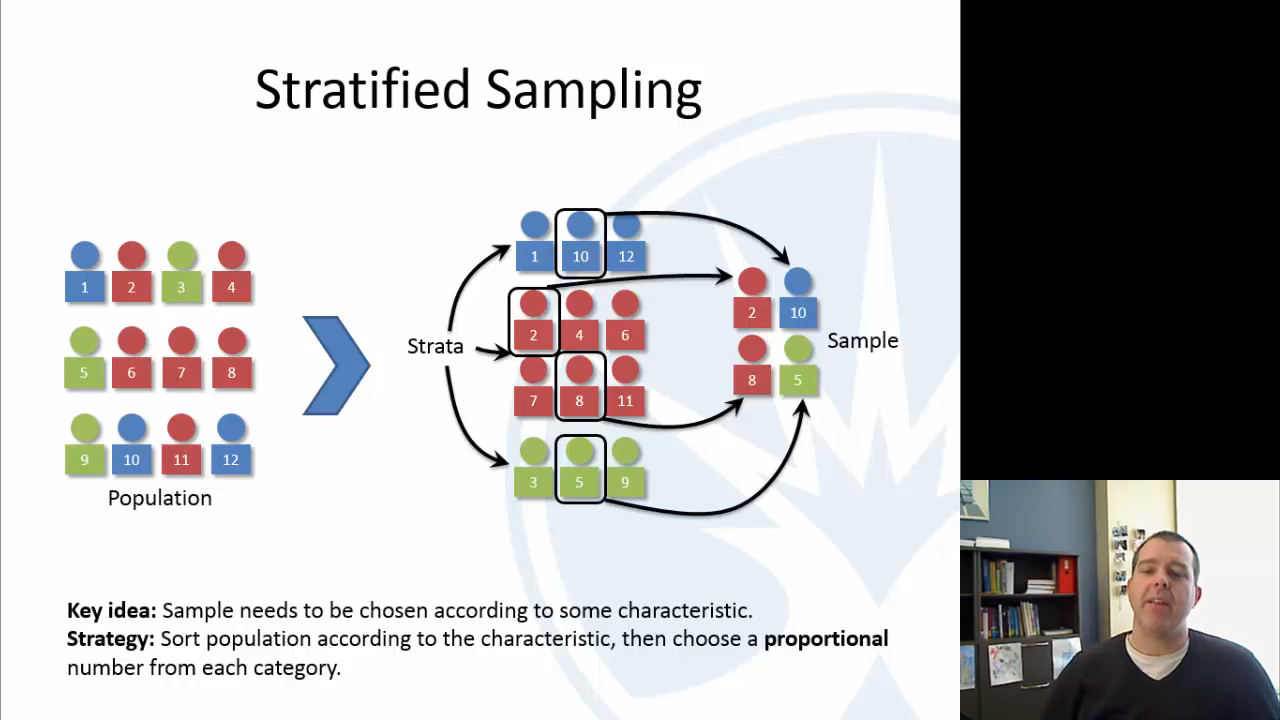 Stratified Sampling
1 2 3 4
5 6 7 8
9 10 11 12
Population
Strata
1 10 12
2 4 6
7 8 11
3 5 9
2 10
8 5
Sample
Key idea: Sample needs to be chosen according to some characteristic.
Strategy: Sort population according to the characteristic, then choose a proportional
number from each category.